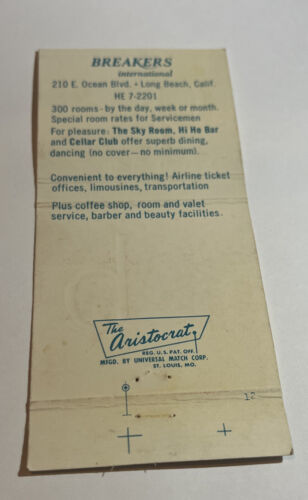 BREAKERS
international
210 E. Ocean Blvd. • Long Beach, Calif.
HE 7-2201
300 rooms - by the day, week or month.
Special room rates for Servicemen
For pleasure: The Sky Room, Hi Ho Bar
and Cellar Club offer superb dining,
dancing (no cover—no minimum).
Convenient to everything! Airline ticket
offices, limousines, transportation
Plus coffee shop, room and valet
service, barber and beauty facilities.
The
Aristocrat
REG. U.S. PAT. OFF.
MFGD. BY UNIVERSAL MATCH CORP.
ST. LOUIS, MO.
12